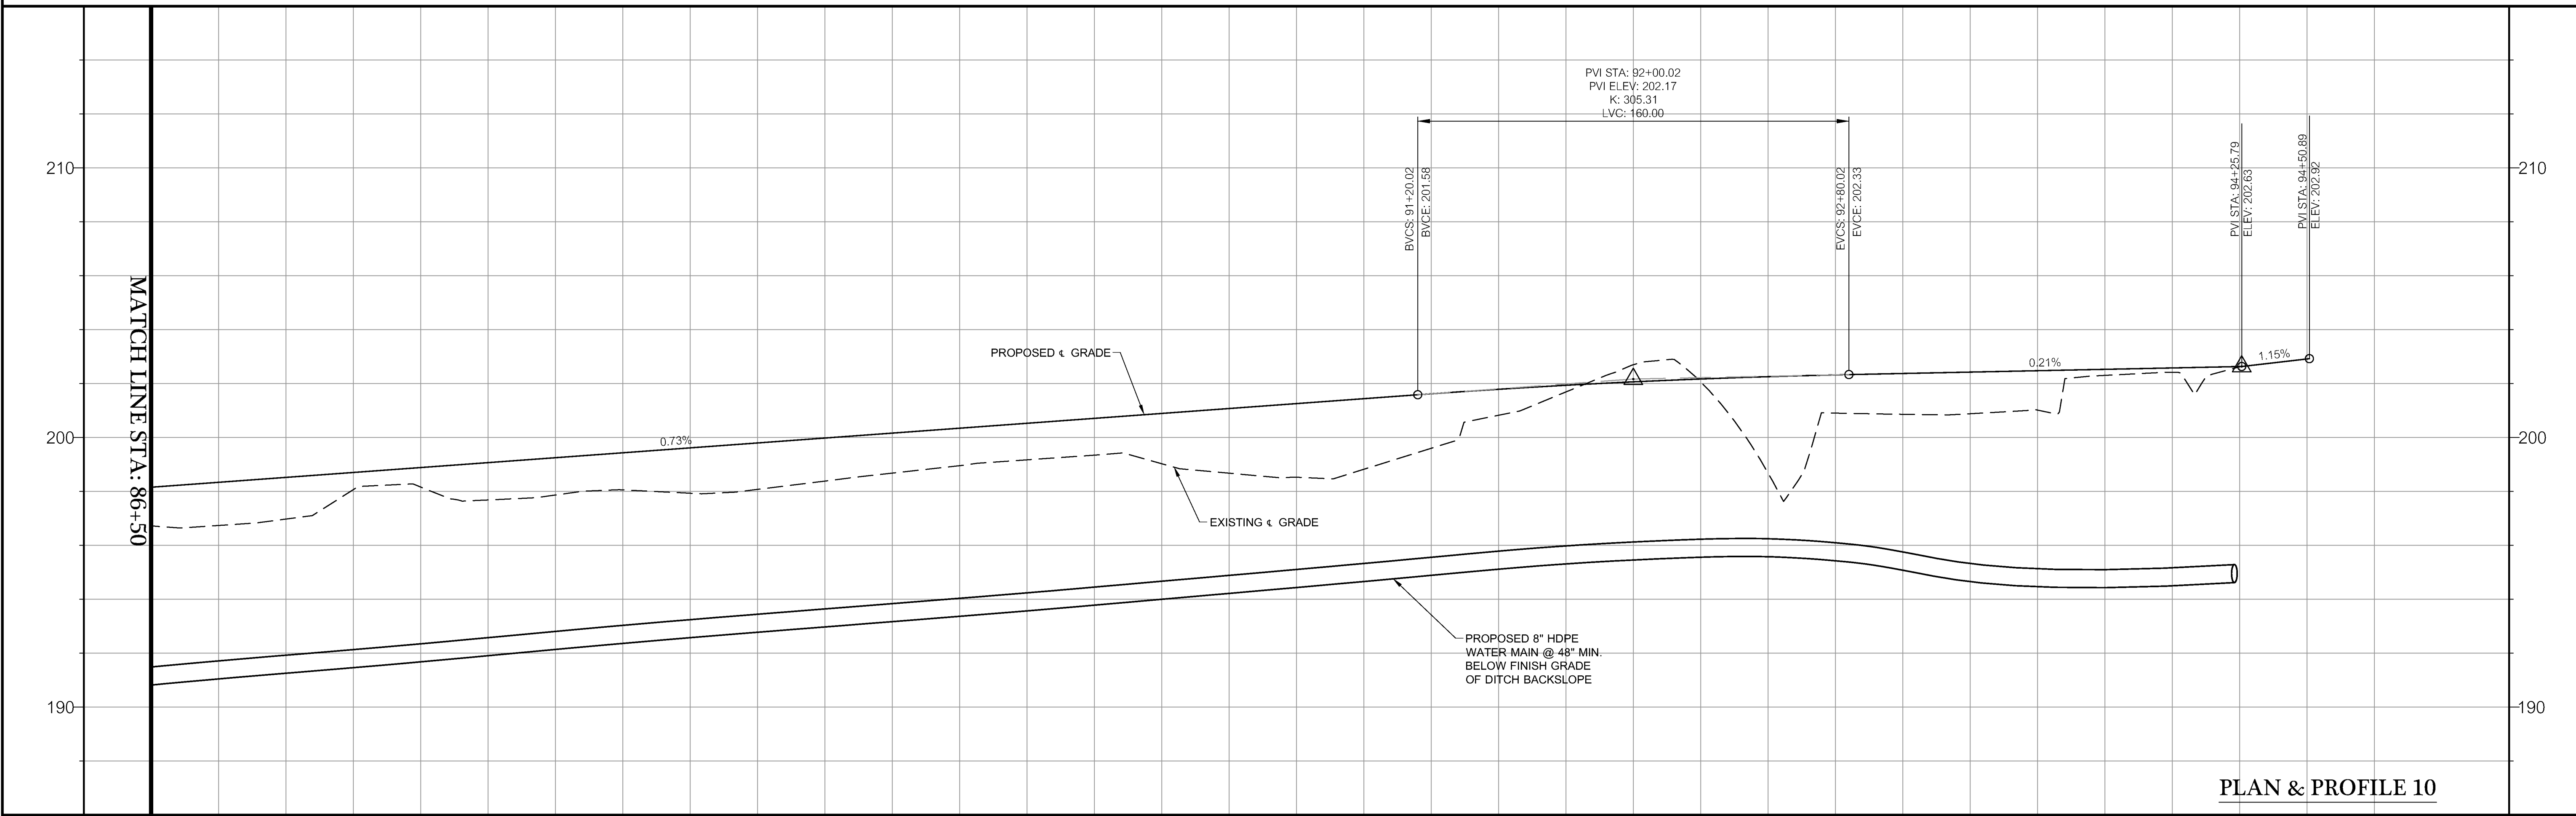 PVI STA: 92+00.02
PVI ELEV: 202.17
K: 305.31
LVC: 160.00
BVCS: 91+20.02
BVCE: 201.58
EVCS: 92+80.02
EVCE: 202.33
PVI STA: 94+25.79
ELEV: 202.63
PVI STA: 94+50.89
ELEV: 202.92
210
210
MATCH LINE STA: 86+50
PROPOSED ℄ GRADE
0.21%
1.15%
0.73%
200
200
EXISTING ℄ GRADE
PROPOSED 8" HDPE
WATER MAIN @ 48" MIN.
BELOW FINISH GRADE
OF DITCH BACKSLOPE
190
190
PLAN & PROFILE 10